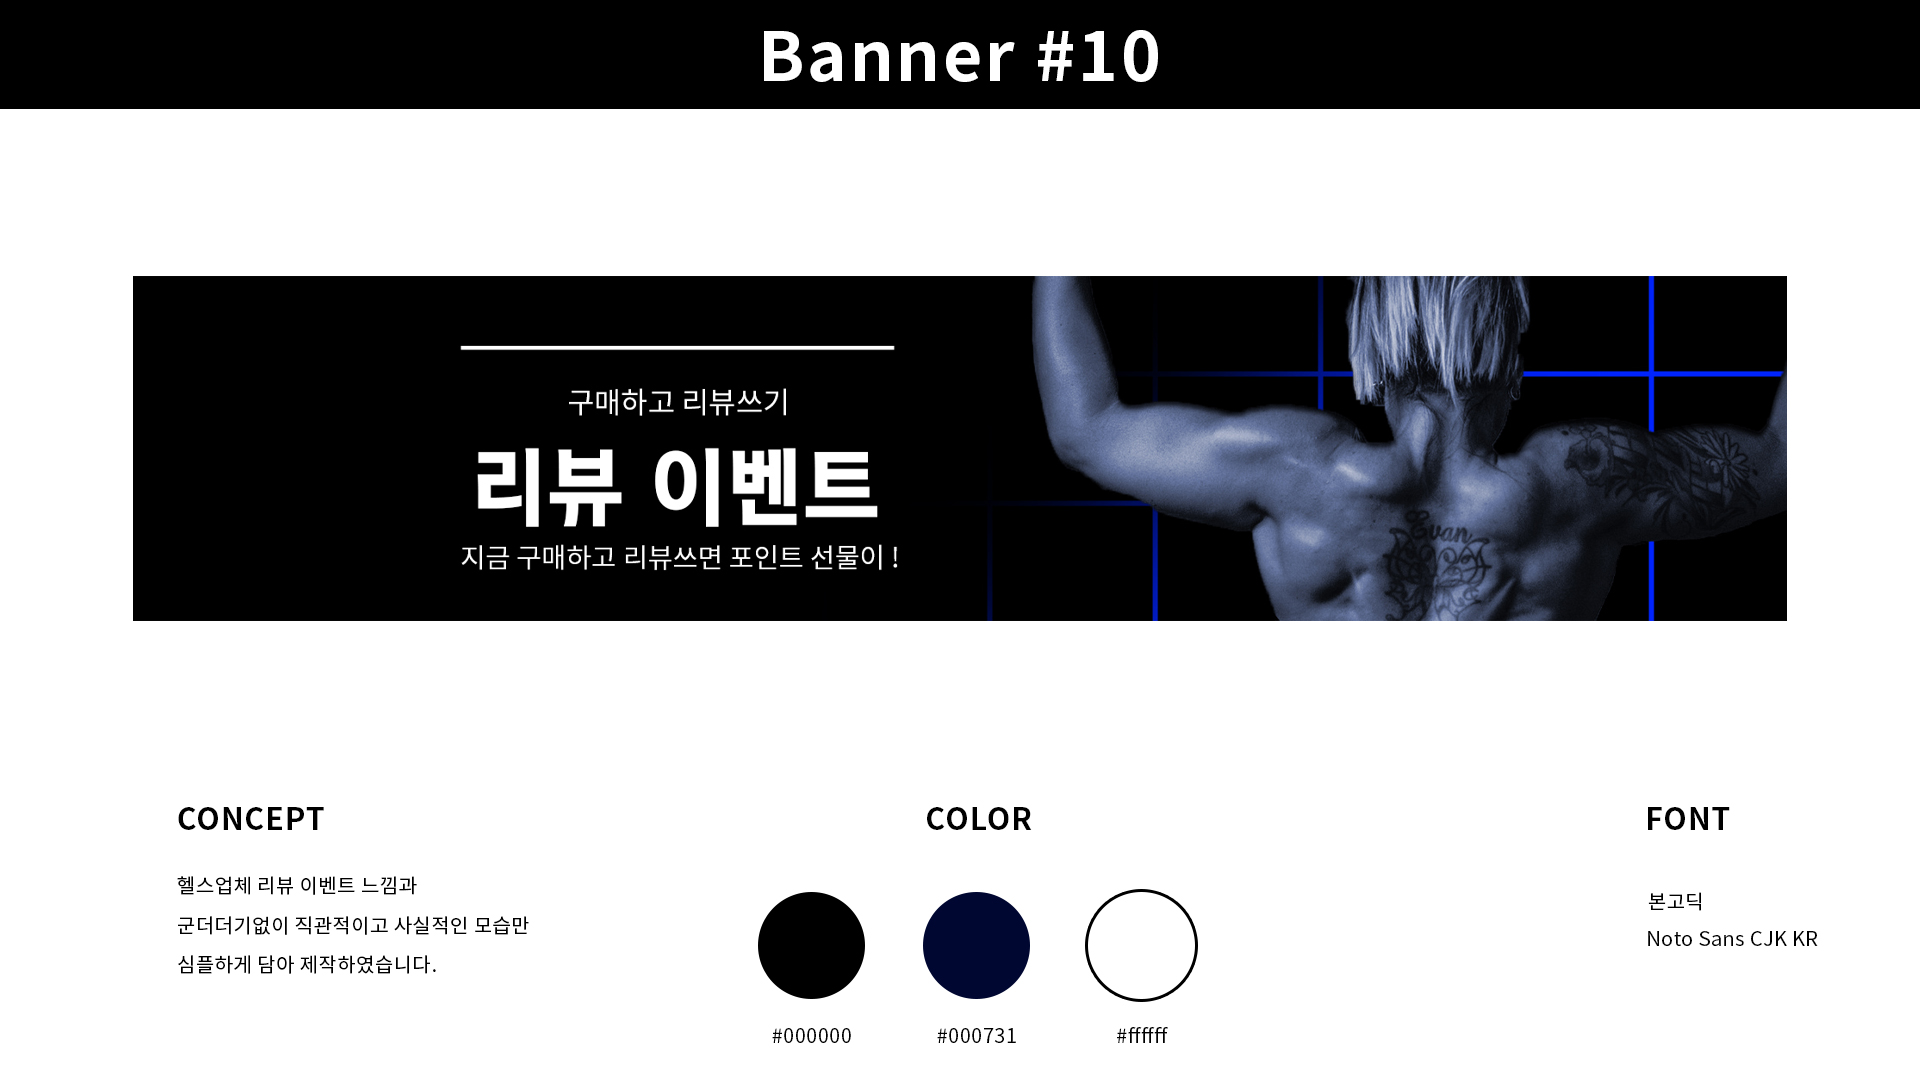 Banner #10
구매하고 리뷰쓰기
리뷰 이벤트
지금 구매하고 리뷰쓰면 포인트 선물이 !
Evan
CONCEPT
헬스업체 리뷰 이벤트 느낌과
군더더기없이 직관적이고 사실적인 모습만
심플하게 담아 제작하였습니다.
COLOR
#000000
#000731
#ffffff
FONT
본고딕
Noto Sans CJK KR